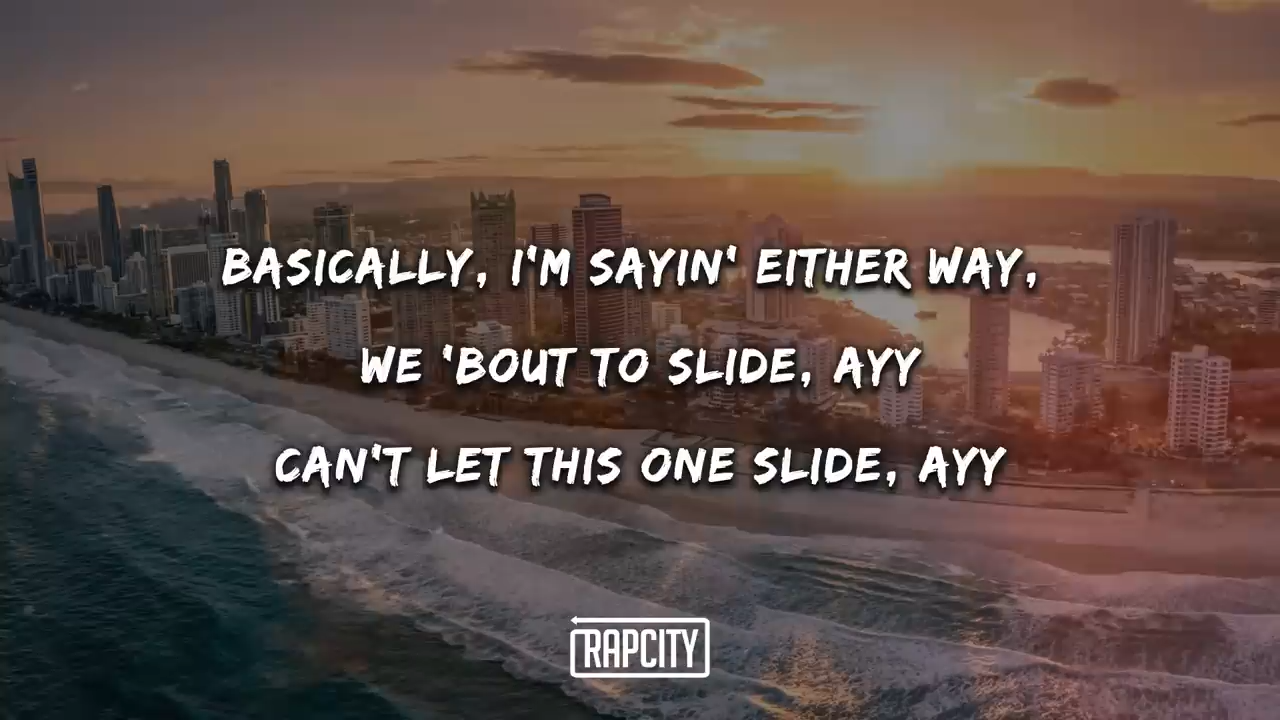 BASICALLY, I'M SAYIN' EITHER WAY,
WE 'BOUT TO SLIDE, AYY
CAN'T LET THIS ONE SLIDE, AYY
RAPCITY